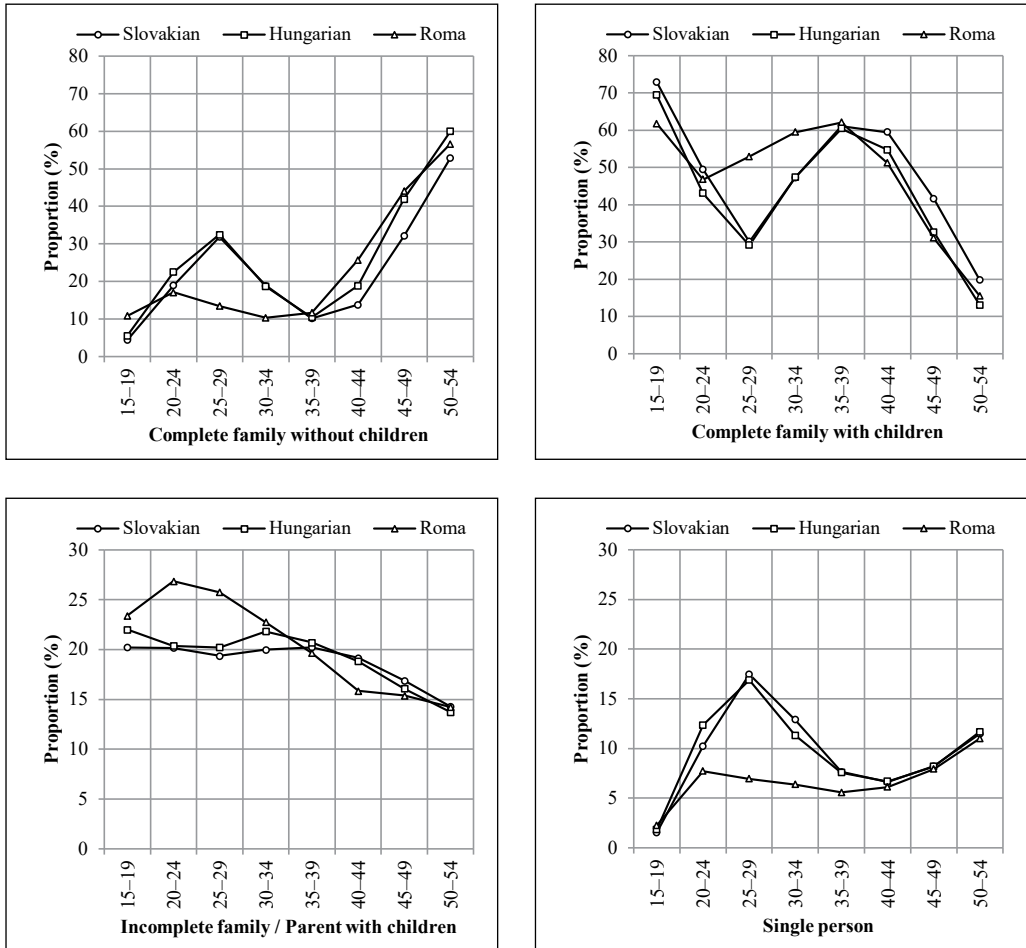 Slovakian Hungarian Roma
Proportion (%)
80
70
60
50
40
30
20
10
0
15–19 20–24 25–29 30–34 35–39 40–44 45–49 50–54
Complete family without children
Slovakian Hungarian Roma
Proportion (%)
80
70
60
50
40
30
20
10
0
15–19 20–24 25–29 30–34 35–39 40–44 45–49 50–54
Complete family with children
Slovakian Hungarian Roma
Proportion (%)
30
25
20
15
10
5
0
15–19 20–24 25–29 30–34 35–39 40–44 45–49 50–54
Incomplete family / Parent with children
Slovakian Hungarian Roma
Proportion (%)
30
25
20
15
10
5
0
15–19 20–24 25–29 30–34 35–39 40–44 45–49 50–54
Single person